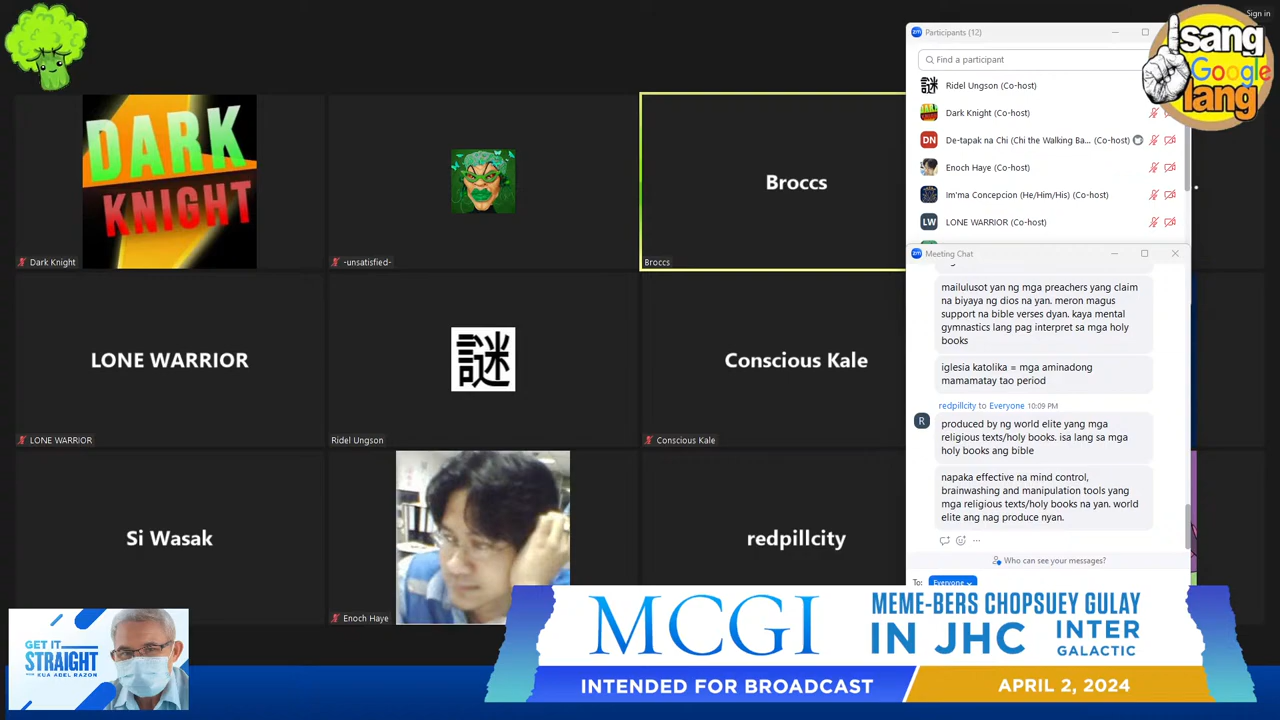 Sign in
Participants (12)
Find a participant
Ridel Ungson (Co-host)
Dark Knight (Co-host)
DN De-tapak na Chi (Chi the Walking Ba... (Co-host)
Enoch Haye (Co-host)
Im'ma Concepcion (He/Him/His) (Co-host)
LW LONE WARRIOR (Co-host)
isang
Google
lang
DARK
KNIGHT
Dark Knight
-unsatisfied-
Broccs
Broccs
LONE WARRIOR
LONE WARRIOR
謎
Ridel Ungson
Conscious Kale
Conscious Kale
Si Wasak
Enoch Haye
redpillcity
Meeting Chat
mailulusot yan ng mga preachers yang claim
na biyaya ng dios na yan. meron magus
support na bible verses dyan. kaya mental
gymnastics lang pag interpret sa mga holy
books
iglesia katolika = mga aminadong
mamamatay tao period
redpillcity to Everyone 10:09 PM
R
produced by ng world elite yang mga
religious texts/holy books. isa lang sa mga
holy books ang bible
napaka effective na mind control,
brainwashing and manipulation tools yang
mga religious texts/holy books na yan. world
elite ang nag produce nyan.
Who can see your messages?
To: Everyone
GET IT
STRAIGHT
KUA ADEL RAZON
MCGI
MEME-BERS CHOPSUEY GULAY
IN JHC INTER
GALACTIC
INTENDED FOR BROADCAST
APRIL 2, 2024